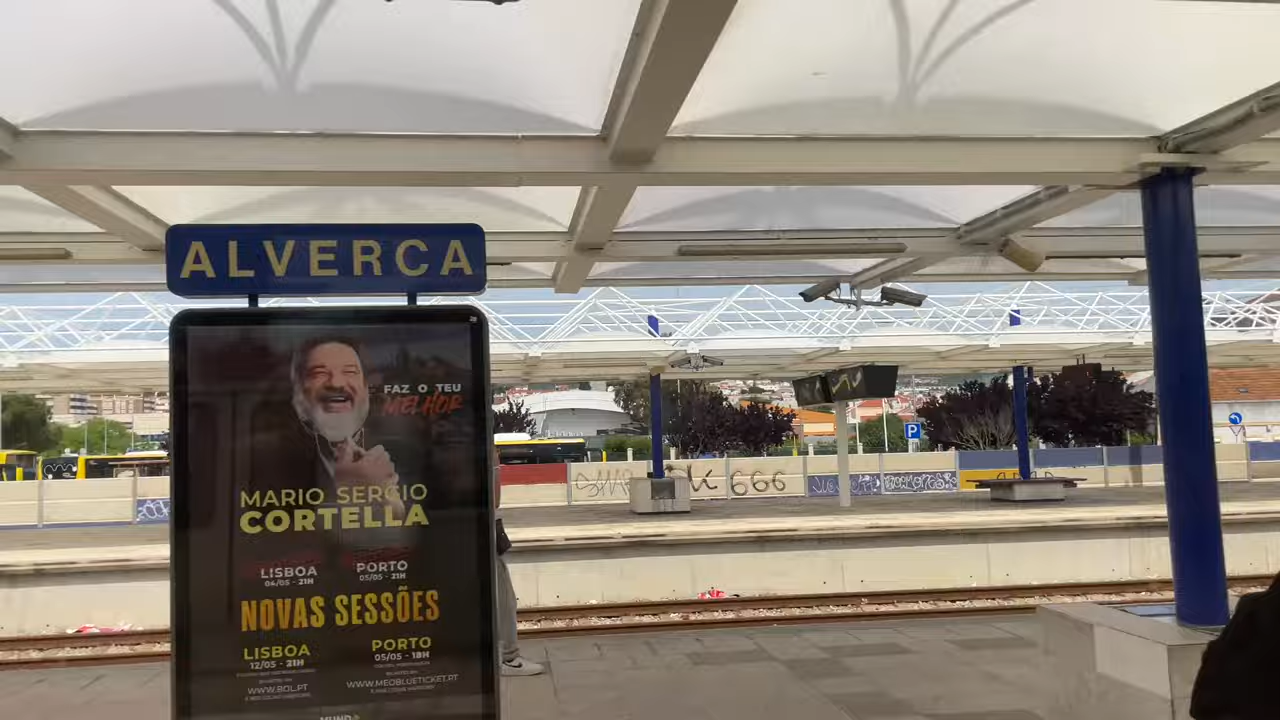 ALVERCA
FAZ O TEU
MELHOR
MARIO SERGIO
CORTELLA
LISBOA
04/05 - 21H
PORTO
05/05 - 21H
NOVAS SESSÕES
LISBOA
12/05 - 21H
WWW.BOL.PT
PORTO
05/05 - 18H
WWW.MEOBLUETICKET.PT
MUNDO
666
P